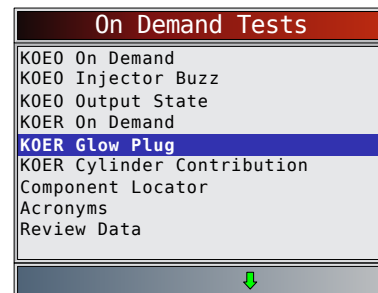 On Demand Tests
KOEO On Demand
KOEO Injector Buzz
KOEO Output State
KOER On Demand
KOER Glow Plug
KOER Cylinder Contribution
Component Locator
Acronyms
Review Data